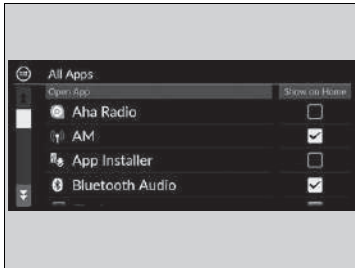 All Apps
Open App Show on Home
Aha Radio
AM
App Installer
Bluetooth Audio